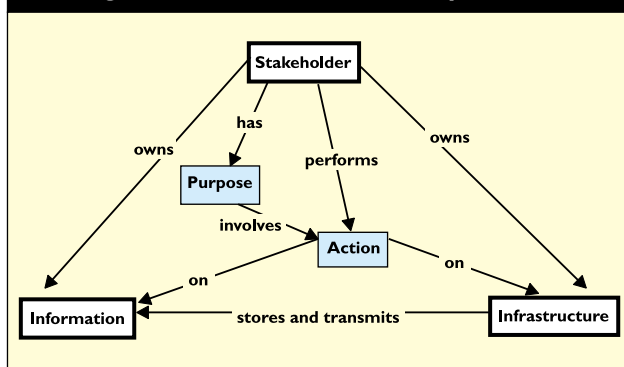 Stakeholder
has
owns
owns
performs
Purpose
involves
Action
on
on
Information
stores and transmits
Infrastructure